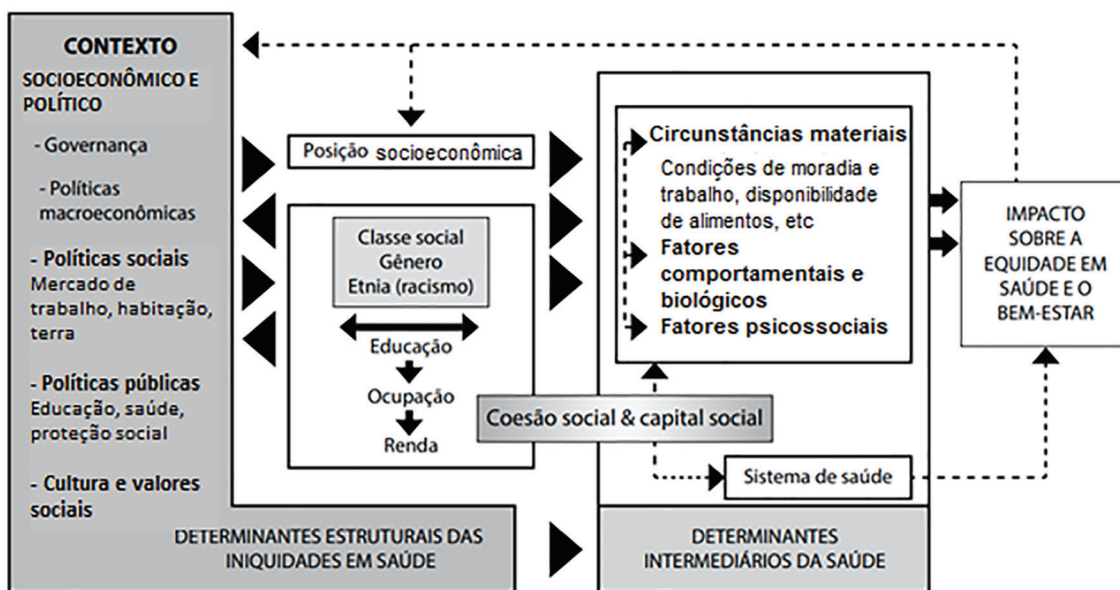 CONTEXTO
SOCIOECONÔMICO E
POLÍTICO
- Governança
- Políticas
macroeconômicas
- Políticas sociais
Mercado de
trabalho, habitação,
terra
- Políticas públicas
Educação, saúde,
proteção social
- Cultura e valores
sociais
DETERMINANTES ESTRUTURAIS DAS
INIQUIDADES EM SAÚDE
Posição socioeconômica
Classe social
Gênero
Etnia (racismo)
Educação
Ocupação
Renda
Coesão social & capital social
Circunstâncias materiais
Condições de moradia e
trabalho, disponibilidade
de alimentos, etc
Fatores
comportamentais e
biológicos
Fatores psicossociais
Sistema de saúde
DETERMINANTES
INTERMEDIÁRIOS DA SAÚDE
IMPACTO
SOBRE A
EQUIDADE EM
SAÚDE E O
BEM-ESTAR